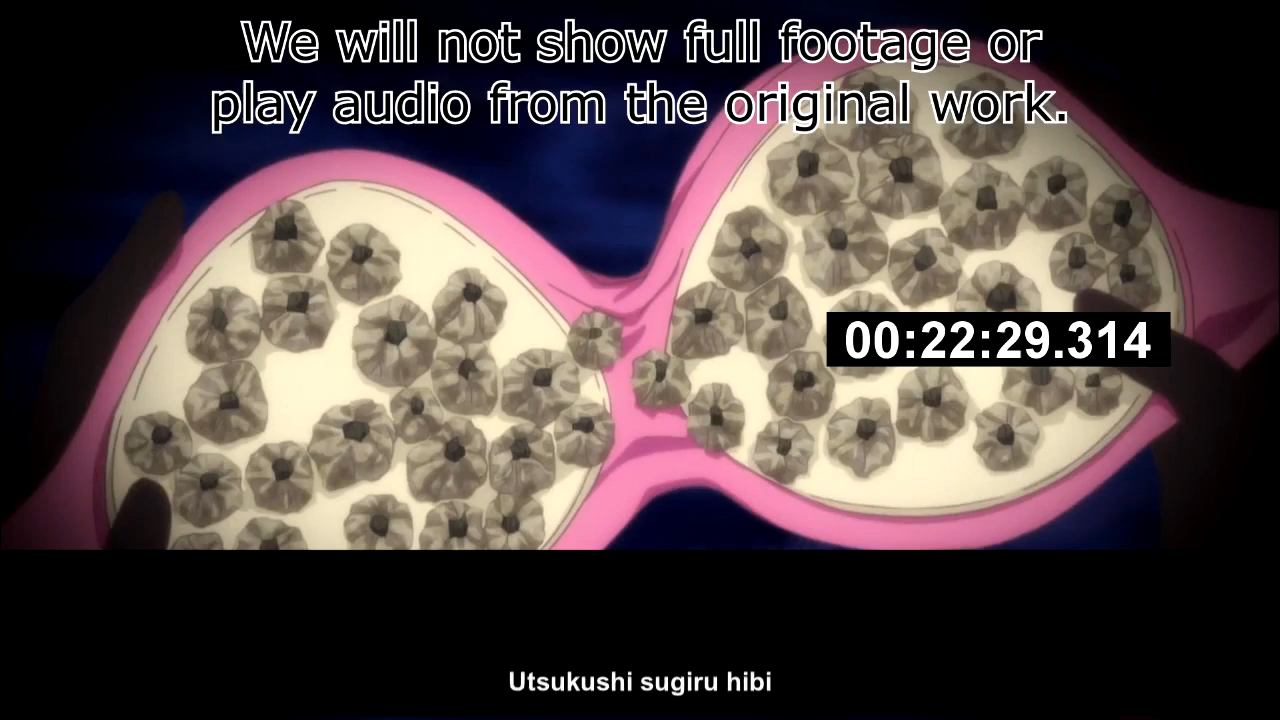 We will not show full footage or
play audio from the original work.
00:22:29.314
Utsukushi sugiru hibi